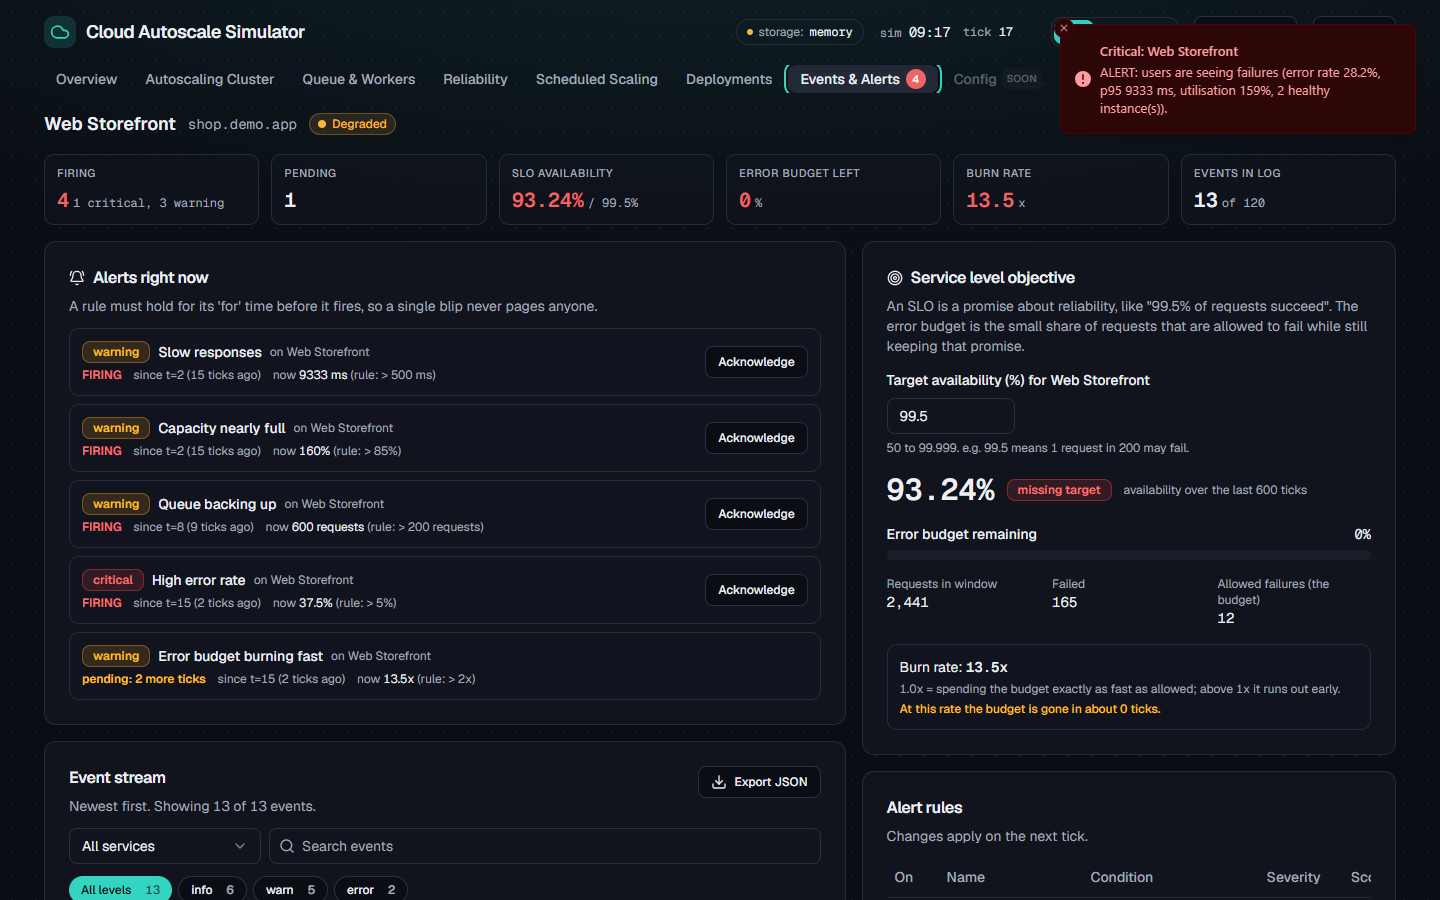 Cloud Autoscale Simulator
storage: memory
sim 09:17 tick 17
Overview
Autoscaling Cluster
Queue & Workers
Reliability
Scheduled Scaling
Deployments
Events & Alerts 4
Config SOON
Critical: Web Storefront
ALERT: users are seeing failures (error rate 28.2%,
p95 9333 ms, utilisation 159%, 2 healthy
instance(s)).
Web Storefront shop.demo.app Degraded
FIRING
4 1 critical, 3 warning
PENDING
1
SLO AVAILABILITY
93.24% / 99.5%
ERROR BUDGET LEFT
0 %
BURN RATE
13.5 x
EVENTS IN LOG
13 of 120
Alerts right now
A rule must hold for its 'for' time before it fires, so a single blip never pages anyone.
warning Slow responses on Web Storefront
FIRING since t=2 (15 ticks ago) now 9333 ms (rule: > 500 ms)
Acknowledge
warning Capacity nearly full on Web Storefront
FIRING since t=2 (15 ticks ago) now 160% (rule: > 85%)
Acknowledge
warning Queue backing up on Web Storefront
FIRING since t=8 (9 ticks ago) now 600 requests (rule: > 200 requests)
Acknowledge
critical High error rate on Web Storefront
FIRING since t=15 (2 ticks ago) now 37.5% (rule: > 5%)
Acknowledge
warning Error budget burning fast on Web Storefront
pending: 2 more ticks since t=15 (2 ticks ago) now 13.5x (rule: > 2x)
Service level objective
An SLO is a promise about reliability, like "99.5% of requests succeed". The
error budget is the small share of requests that are allowed to fail while still
keeping that promise.
Target availability (%) for Web Storefront
99.5
50 to 99.999. e.g. 99.5 means 1 request in 200 may fail.
93.24% missing target availability over the last 600 ticks
Error budget remaining 0%
Requests in window
2,441
Failed
165
Allowed failures (the
budget)
12
Burn rate: 13.5x
1.0x = spending the budget exactly as fast as allowed; above 1x it runs out early.
At this rate the budget is gone in about 0 ticks.
Event stream
Newest first. Showing 13 of 13 events.
Export JSON
All services
Search events
All levels 13
info 6
warn 5
error 2
Alert rules
Changes apply on the next tick.
On Name Condition Severity